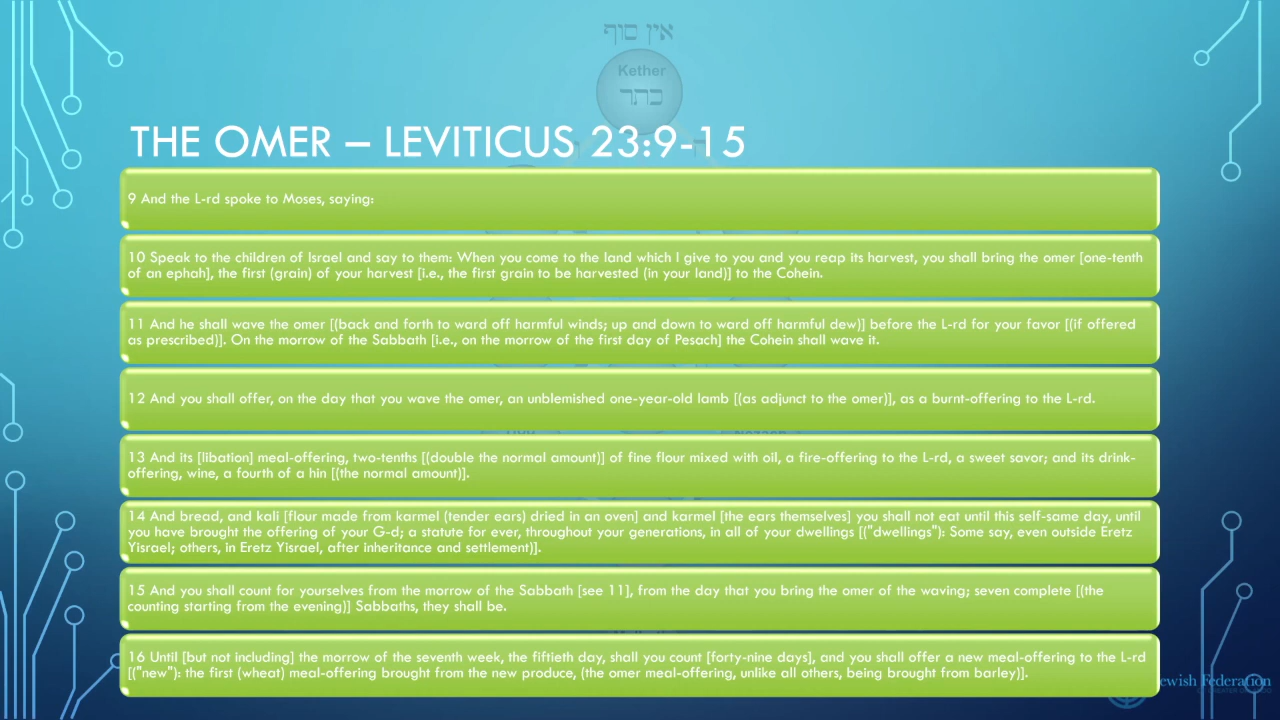 אין סוף
Kether
כתר
THE OMER – LEVITICUS 23:9-15
9 And the L-rd spoke to Moses, saying:
10 Speak to the children of Israel and say to them: When you come to the land which I give to you and you reap its harvest, you shall bring the omer [one-tenth
of an ephah], the first (grain) of your harvest [i.e., the first grain to be harvested (in your land)] to the Cohein.
11 And he shall wave the omer [(back and forth to ward off harmful winds; up and down to ward off harmful dew)] before the L-rd for your favor [(if offered
as prescribed)]. On the morrow of the Sabbath [i.e., on the morrow of the first day of Pesach] the Cohein shall wave it.
12 And you shall offer, on the day that you wave the omer, an unblemished one-year-old lamb [(as adjunct to the omer)], as a burnt-offering to the L-rd.
13 And its [libation] meal-offering, two-tenths [(double the normal amount)] of fine flour mixed with oil, a fire-offering to the L-rd, a sweet savor; and its drink-
offering, wine, a fourth of a hin [(the normal amount)].
14 And bread, and kali [flour made from karmel (tender ears) dried in an oven] and karmel [the ears themselves] you shall not eat until this self-same day, until
you have brought the offering of your G-d; a statute for ever, throughout your generations, in all of your dwellings [("dwellings"): Some say, even outside Eretz
Yisrael; others, in Eretz Yisrael, after inheritance and settlement)].
15 And you shall count for yourselves from the morrow of the Sabbath [see 11], from the day that you bring the omer of the waving; seven complete [(the
counting starting from the evening)] Sabbaths, they shall be.
16 Until [but not including] the morrow of the seventh week, the fiftieth day, shall you count [forty-nine days], and you shall offer a new meal-offering to the L-rd
[("new"): the first (wheat) meal-offering brought from the new produce, (the omer meal-offering, unlike all others, being brought from barley)].
ewish Federation